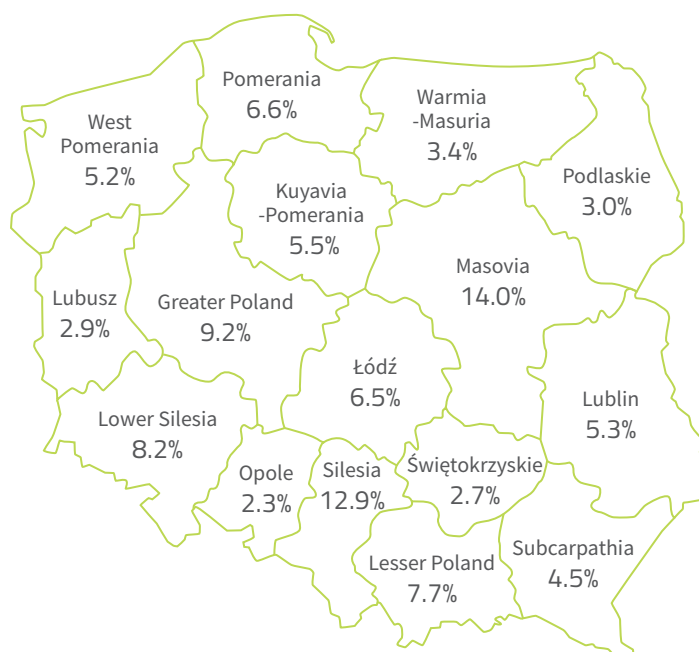 Pomerania
6.6%
Warmia
-Masuria
3.4%
West
Pomerania
5.2%
Podlaskie
3.0%
Kuyavia
-Pomerania
5.5%
Masovia
14.0%
Lubusz
2.9%
Greater Poland
9.2%
Łódź
6.5%
Lublin
5.3%
Lower Silesia
8.2%
Opole
2.3%
Silesia
12.9%
Świętokrzyskie
2.7%
Lesser Poland
7.7%
Subcarpathia
4.5%